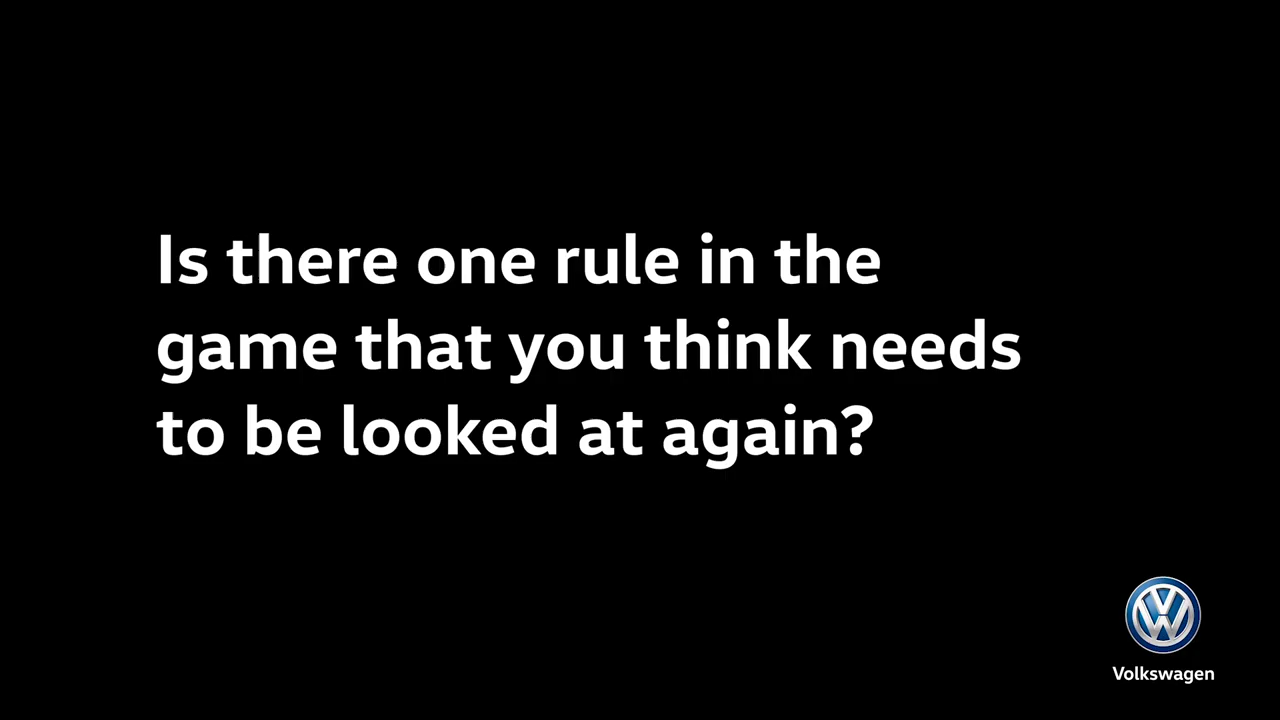 Is there one rule in the
game that you think needs
to be looked at again?
Volkswagen